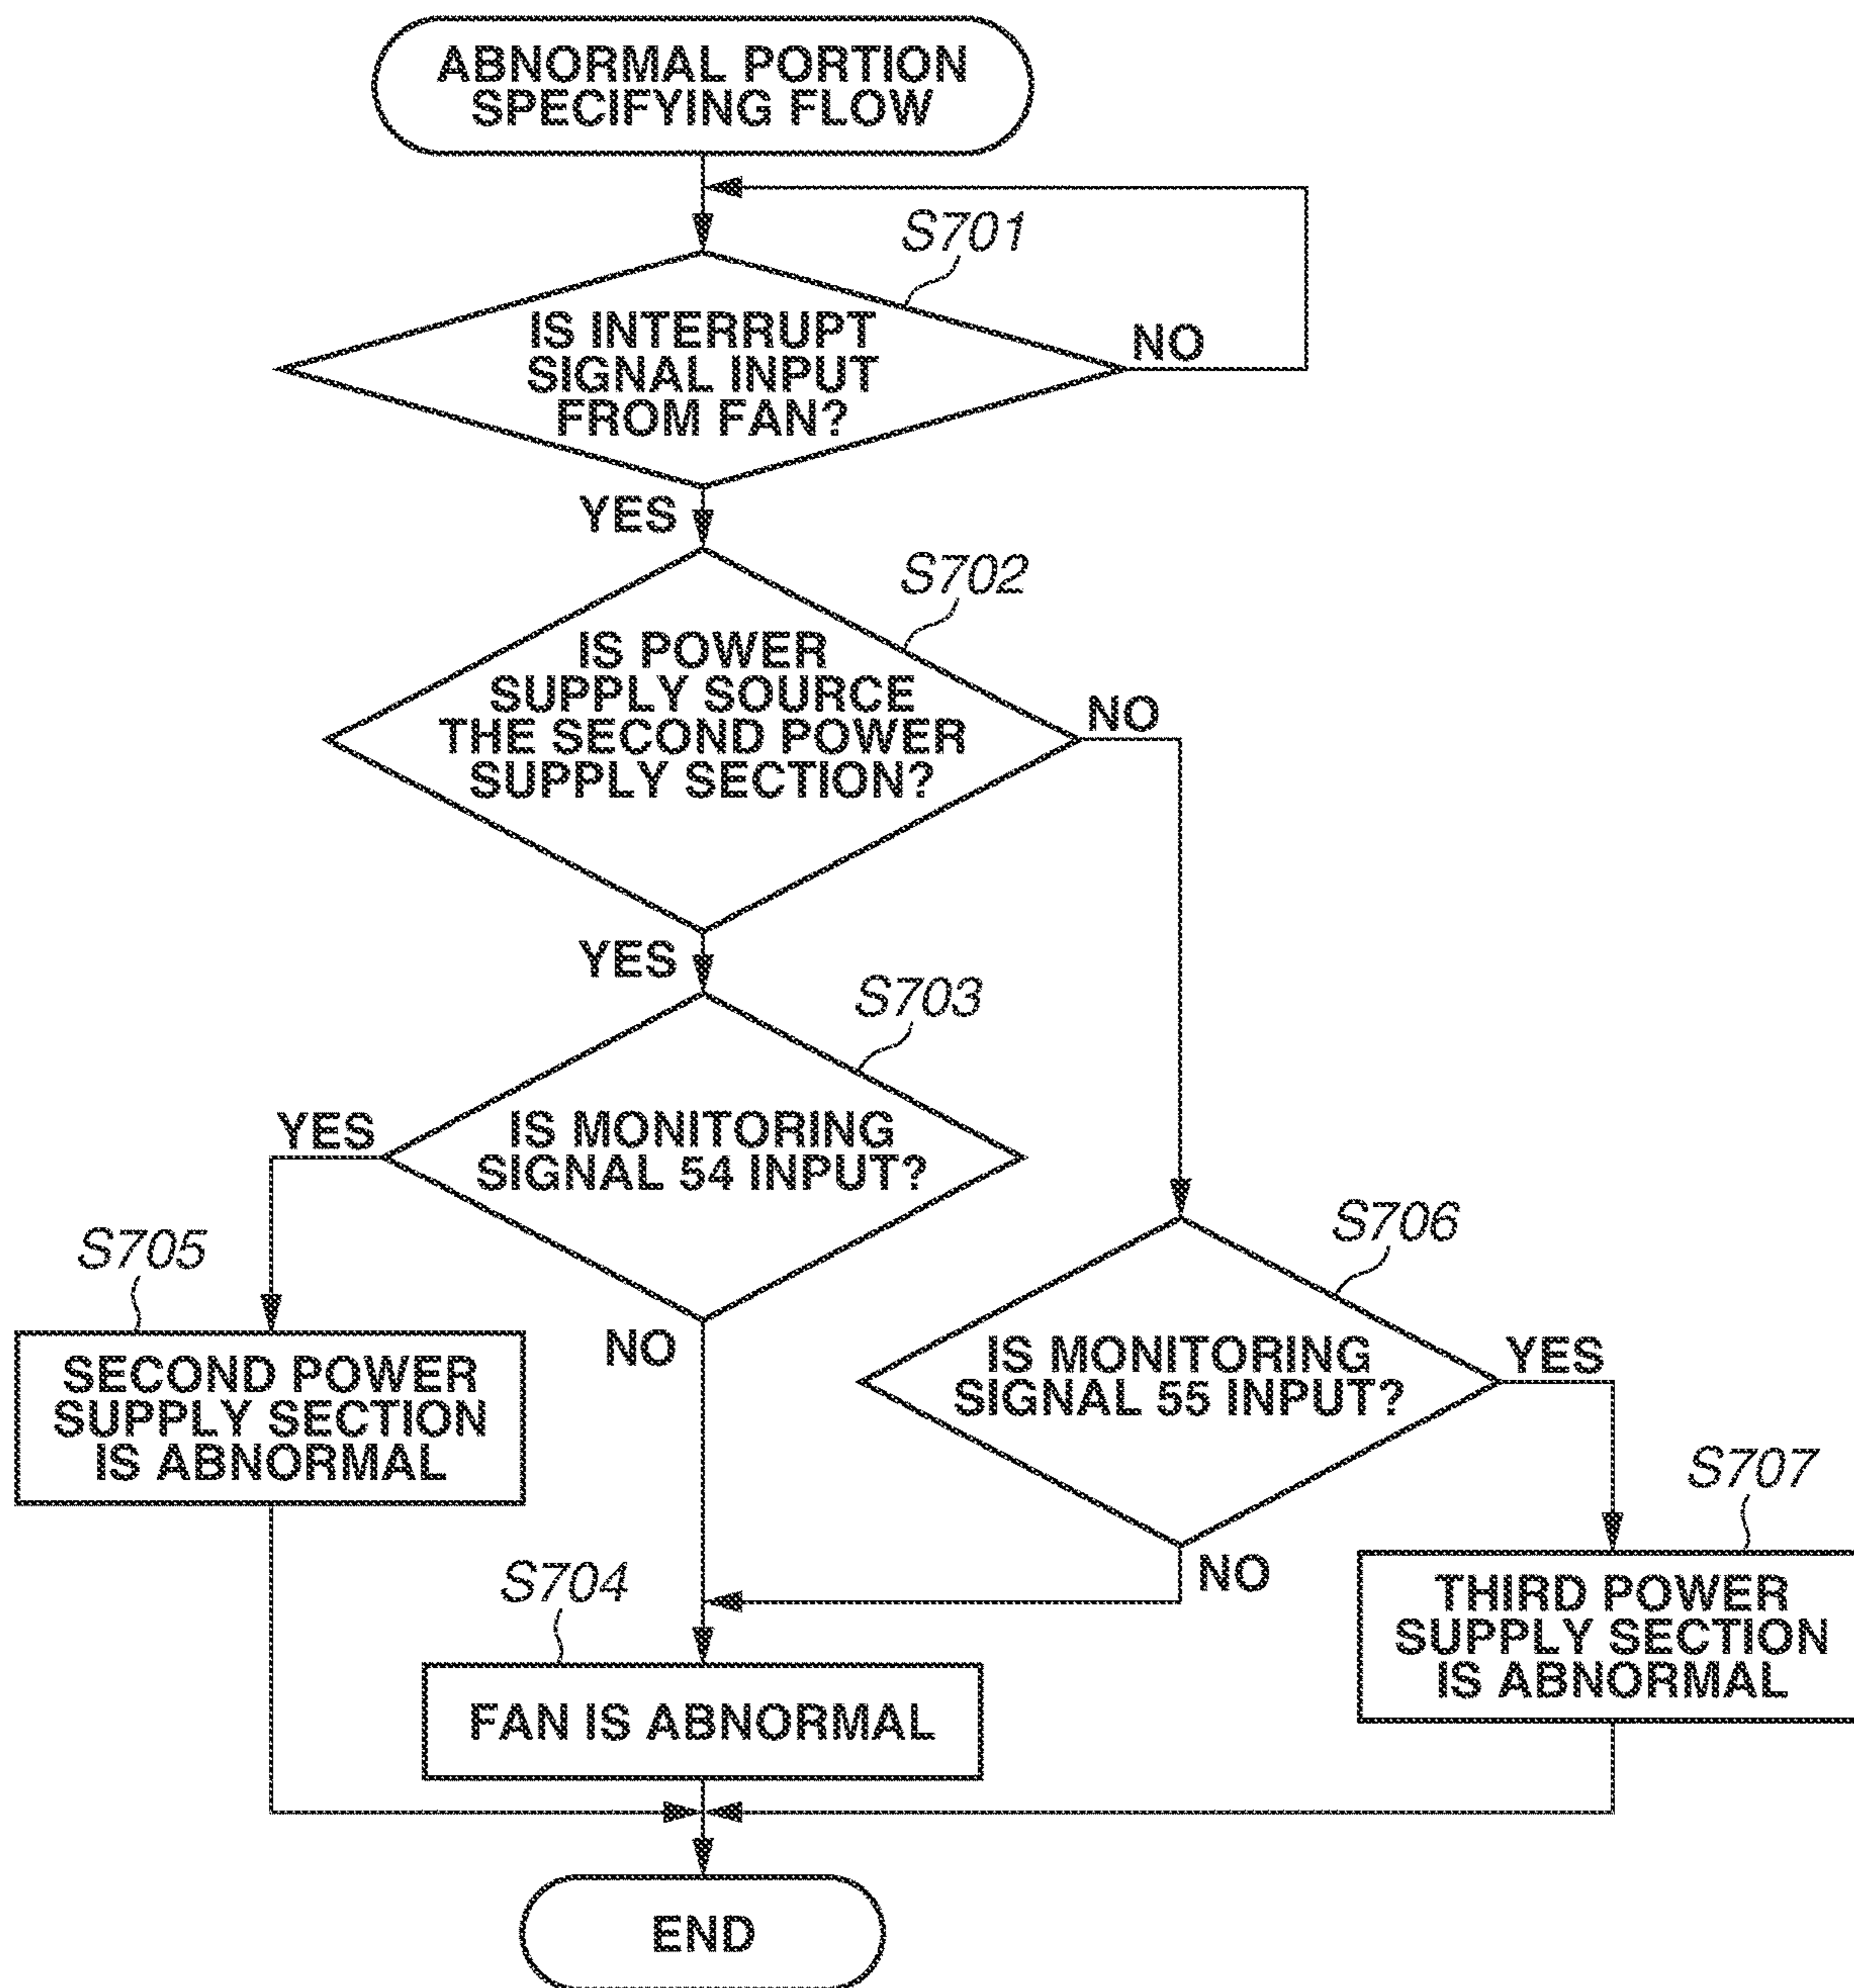 ABNORMAL PORTION
SPECIFYING FLOW
S701
IS INTERRUPT
SIGNAL INPUT
FROM FAN?
NO
YES
S702
IS POWER
SUPPLY SOURCE
THE SECOND POWER
SUPPLY SECTION?
NO
YES
S703
IS MONITORING
SIGNAL 54 INPUT?
YES
NO
S705
SECOND POWER
SUPPLY SECTION
IS ABNORMAL
S706
IS MONITORING
SIGNAL 55 INPUT?
YES
NO
S707
THIRD POWER
SUPPLY SECTION
IS ABNORMAL
S704
FAN IS ABNORMAL
END